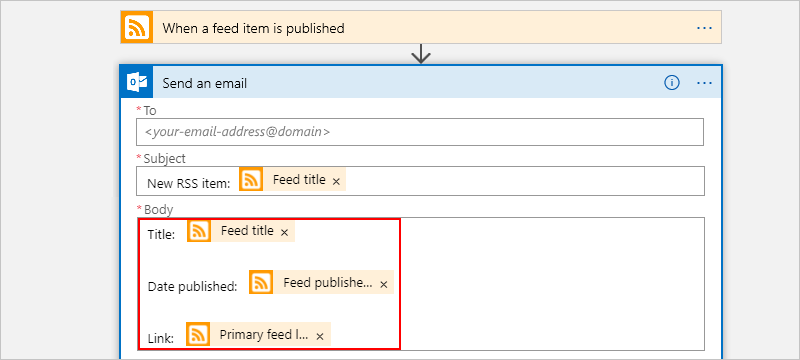 When a feed item is published ...
Send an email ...
*To
<your-email-address@domain>
*Subject
New RSS item: Feed title ×
*Body
Title: Feed title ×
Date published: Feed publishe... ×
Link: Primary feed l... ×